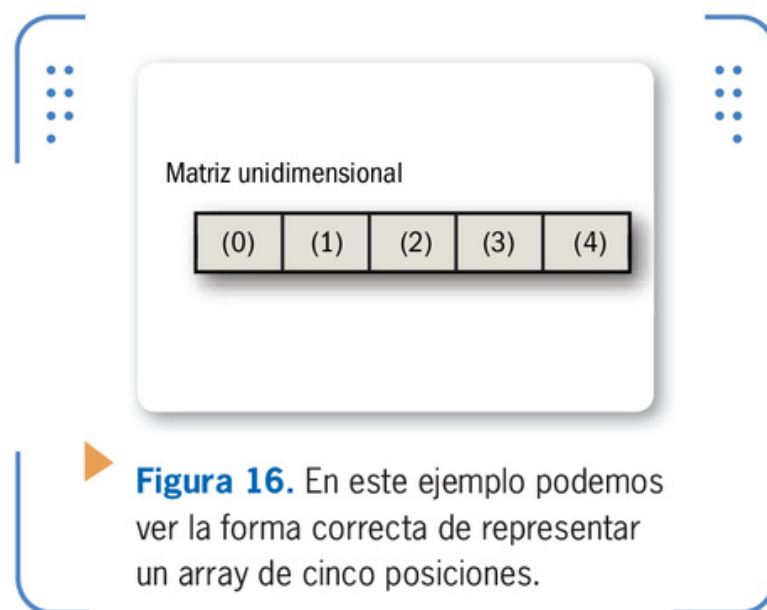 Matriz unidimensional
(0) (1) (2) (3) (4)
Figura 16. En este ejemplo podemos
ver la forma correcta de representar
un array de cinco posiciones.